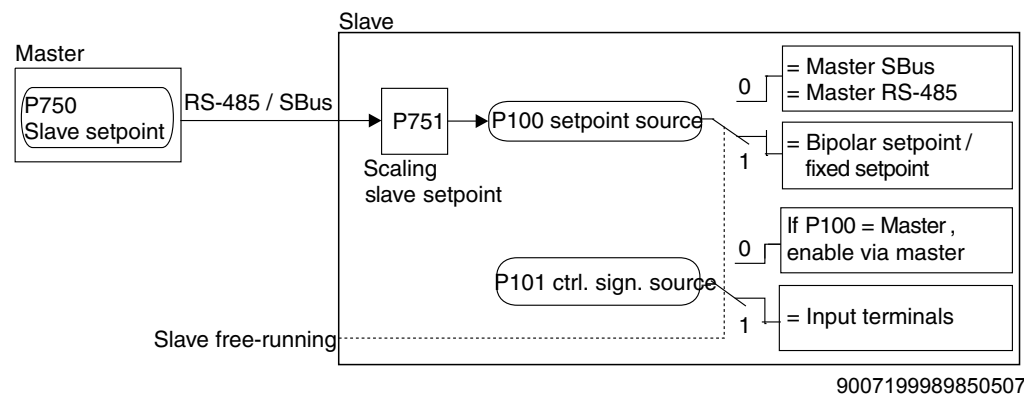 Slave
Master
P750
Slave setpoint
RS-485 / SBus
P751
Scaling
slave setpoint
P100 setpoint source
0
= Master SBus
= Master RS-485
1
= Bipolar setpoint /
fixed setpoint
P101 ctrl. sign. source
0
If P100 = Master ,
enable via master
1
= Input terminals
Slave free-running
9007199989850507